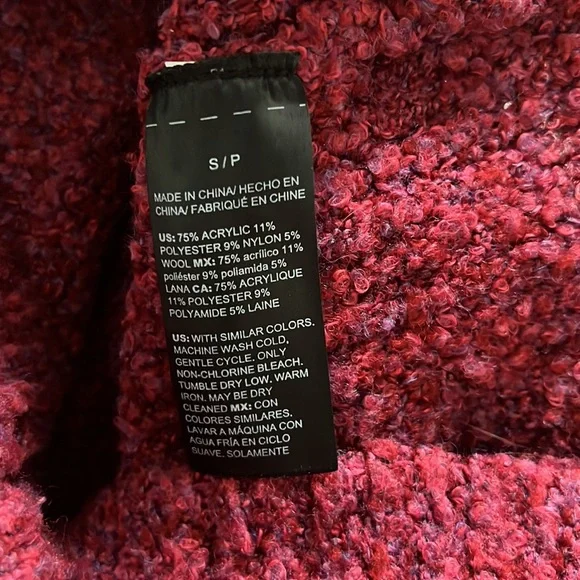 S / P
MADE IN CHINA/ HECHO EN
CHINA/ FABRIQUÉ EN CHINE
US: 75% ACRYLIC 11%
POLYESTER 9% NYLON 5%
WOOL MX: 75% acrílico 11%
poliéster 9% poliamida 5%
LANA CA: 75% ACRYLIQUE
11% POLYESTER 9%
POLYAMIDE 5% LAINE
US: WITH SIMILAR COLORS.
MACHINE WASH COLD,
GENTLE CYCLE. ONLY
NON-CHLORINE BLEACH.
TUMBLE DRY LOW. WARM
IRON. MAY BE DRY
CLEANED MX: CON
COLORES SIMILARES.
LAVAR A MÁQUINA CON
AGUA FRÍA EN CICLO
SUAVE. SOLAMENTE